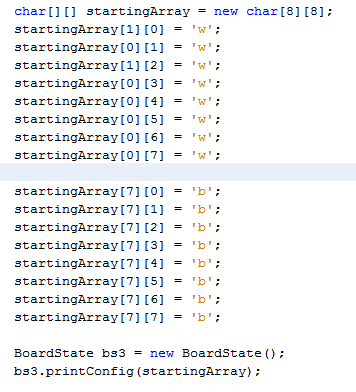 char[][] startingArray = new char[8][8];
startingArray[1][0] = 'w';
startingArray[0][1] = 'w';
startingArray[1][2] = 'w';
startingArray[0][3] = 'w';
startingArray[0][4] = 'w';
startingArray[0][5] = 'w';
startingArray[0][6] = 'w';
startingArray[0][7] = 'w';
startingArray[7][0] = 'b';
startingArray[7][1] = 'b';
startingArray[7][2] = 'b';
startingArray[7][3] = 'b';
startingArray[7][4] = 'b';
startingArray[7][5] = 'b';
startingArray[7][6] = 'b';
startingArray[7][7] = 'b';
BoardState bs3 = new BoardState();
bs3.printConfig(startingArray);